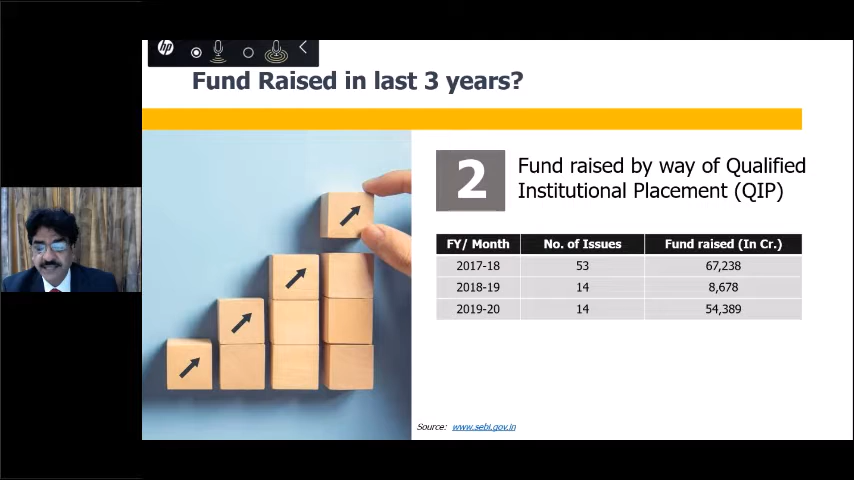 hp
Fund Raised in last 3 years?
2
Fund raised by way of Qualified
Institutional Placement (QIP)
FY/ Month No. of Issues Fund raised (In Cr.)
2017-18 53 67,238
2018-19 14 8,678
2019-20 14 54,389
Source: www.sebi.gov.in